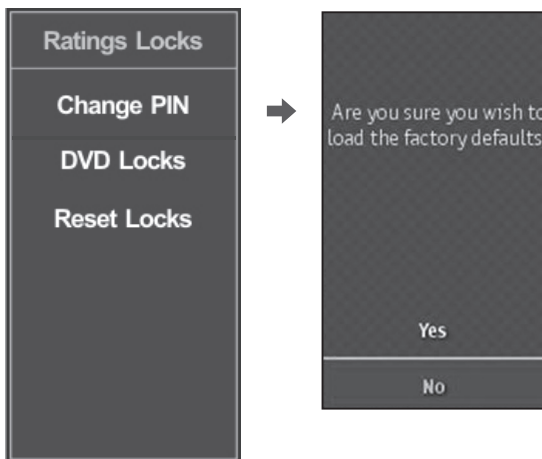 Ratings Locks
Change PIN
DVD Locks
Reset Locks
Are you sure you wish to
load the factory defaults
Yes
No